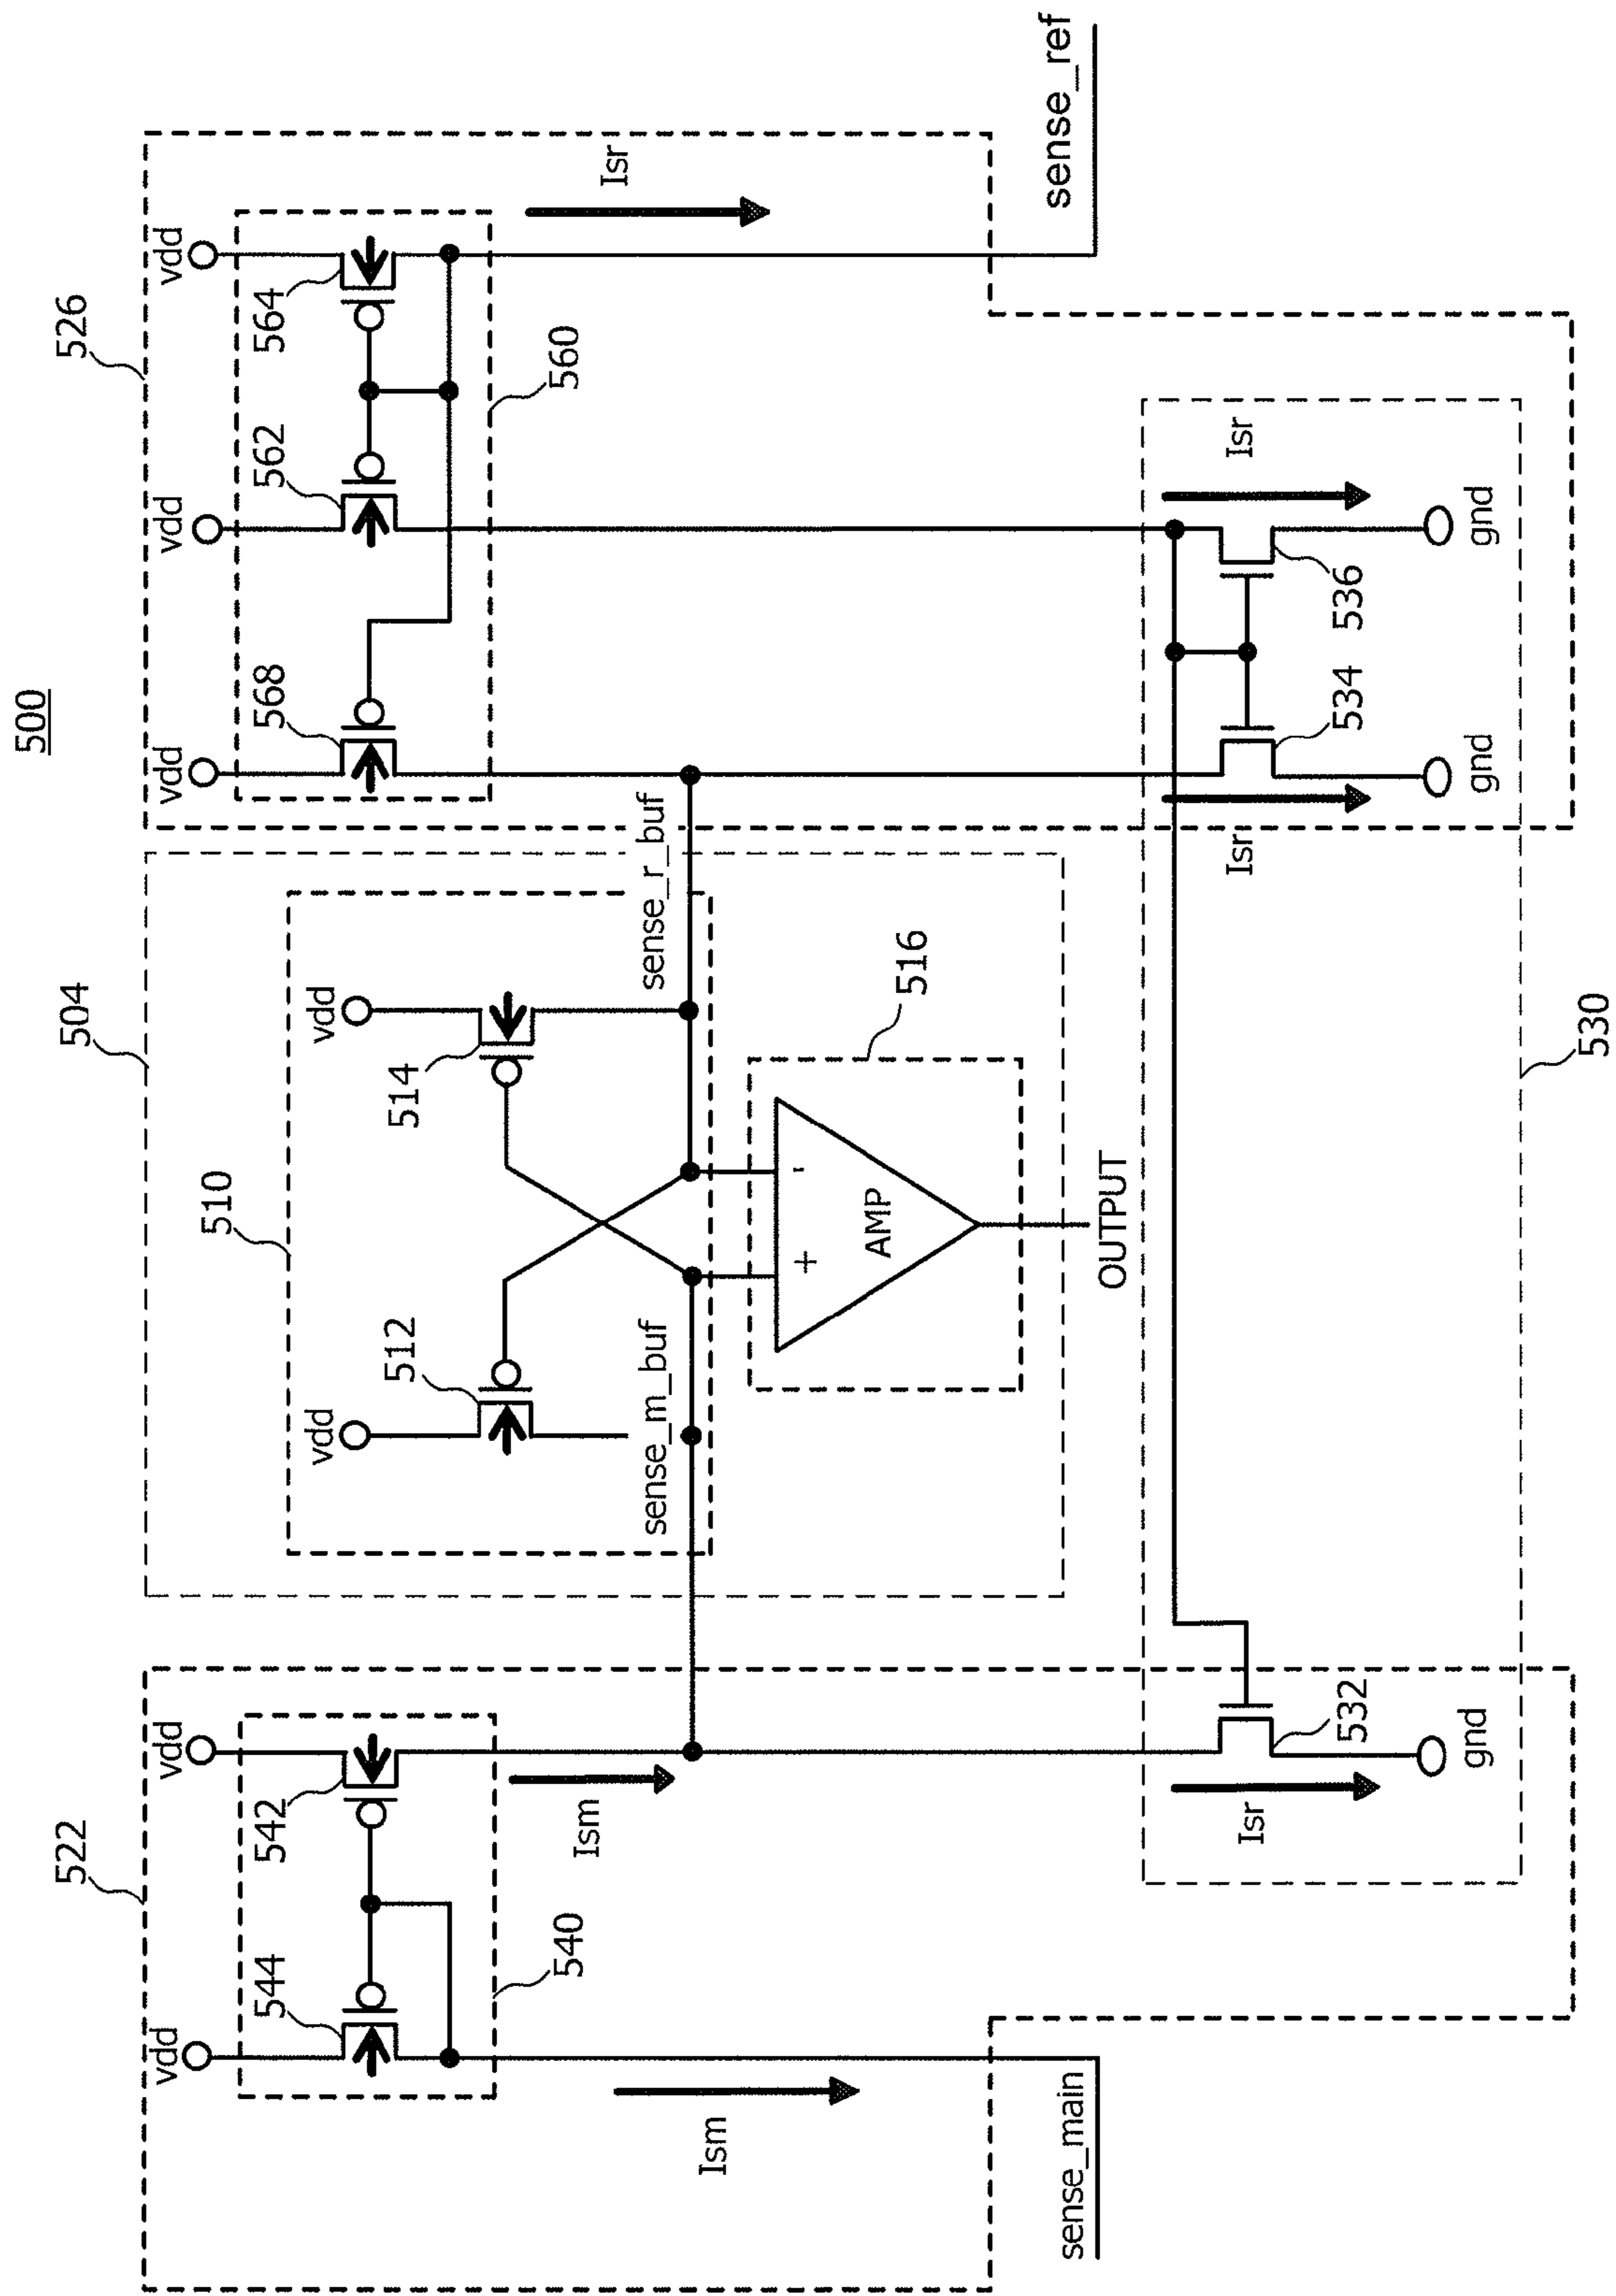 500
522
504
526
vdd
vdd
vdd
vdd
vdd
544
542
568
562
564
540
560
Ism
Ism
Isr
510
vdd
vdd
512
514
sense_m_buf
sense_r_buf
+
-
AMP
516
OUTPUT
sense_main
sense_ref
Isr
Isr
Isr
532
534
536
gnd
gnd
gnd
530